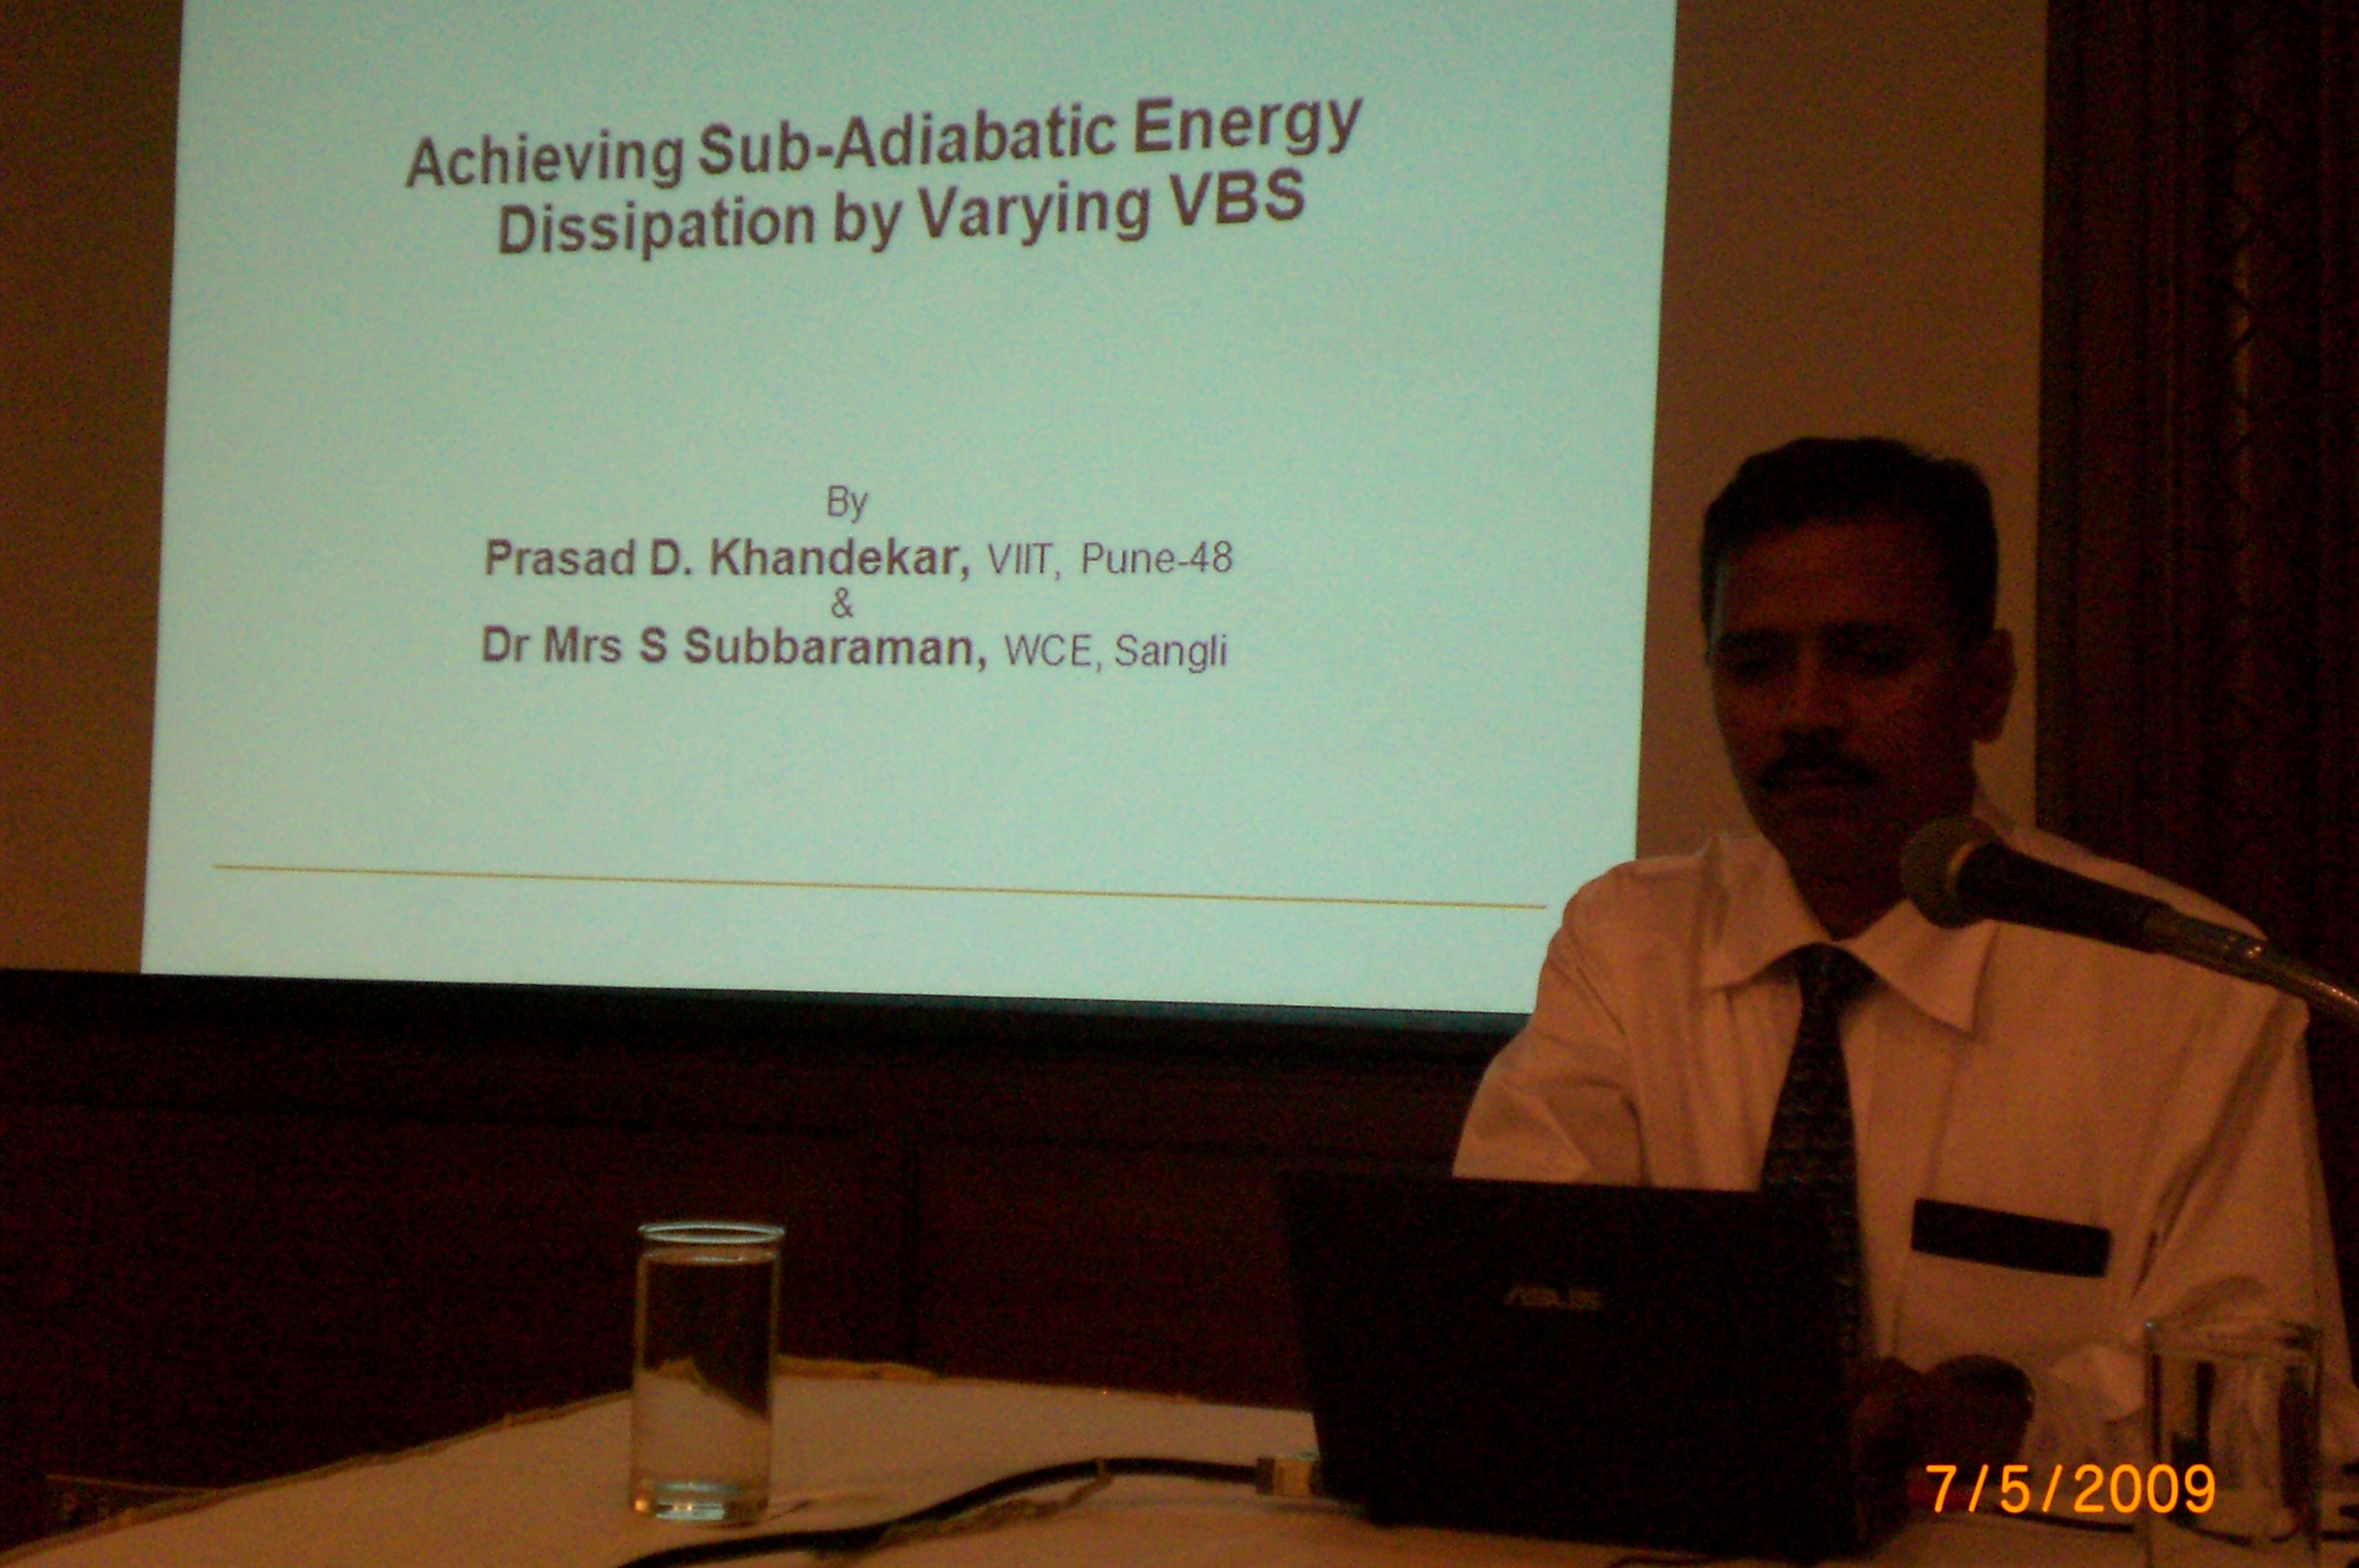 Achieving Sub-Adiabatic Energy
Dissipation by Varying VBS
By
Prasad D. Khandekar, VIIT, Pune-48
&
Dr Mrs S Subbaraman, WCE, Sangli
ASUS
7/5/2009